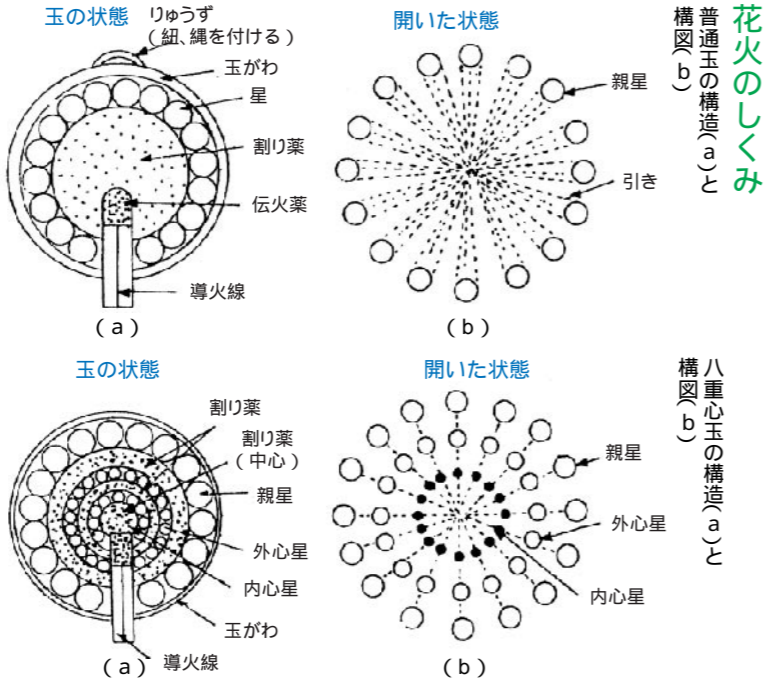 花火のしくみ
普通玉の構造(a)と
構図(b)
玉の状態
りゅうず
(紐、縄を付ける)
玉がわ
星
割り薬
伝火薬
導火線
(a)
開いた状態
親星
引き
(b)
八重心玉の構造(a)と
構図(b)
玉の状態
割り薬
割り薬
(中心)
親星
外心星
内心星
玉がわ
導火線
(a)
開いた状態
親星
外心星
内心星
(b)